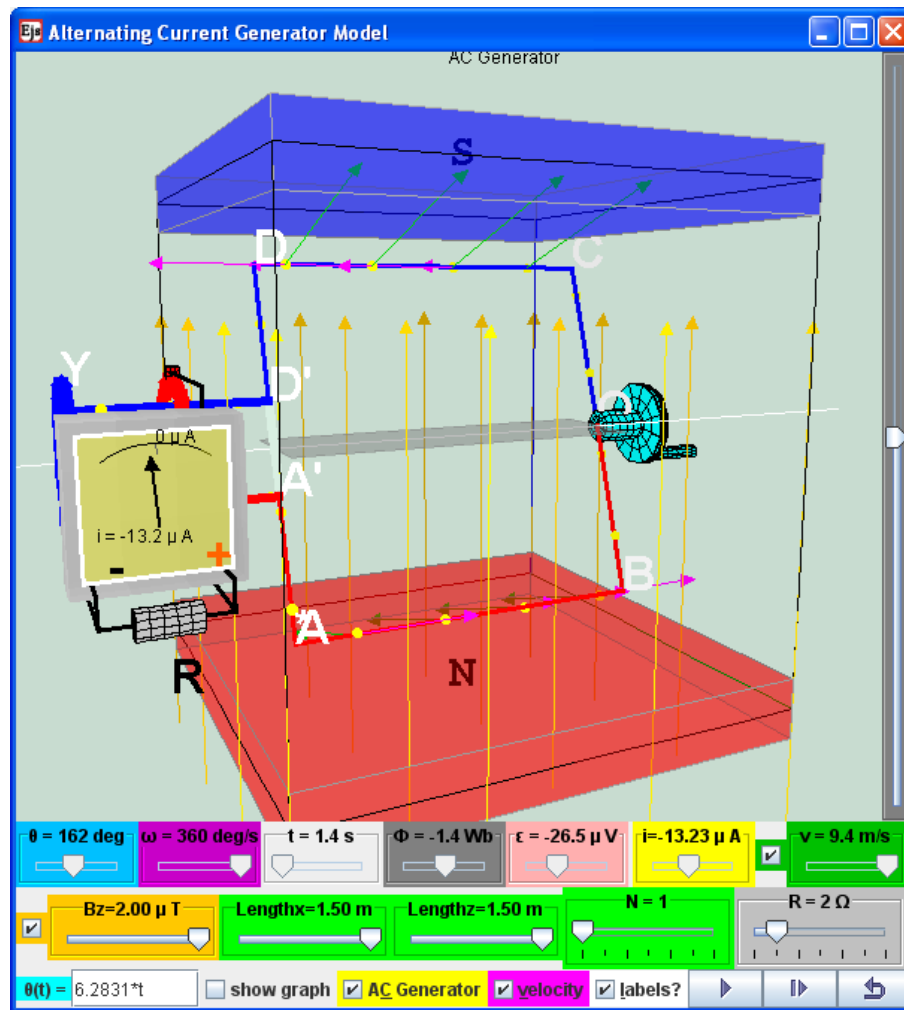 Ejs Alternating Current Generator Model
AC Generator
S
D
C
Y
D'
Q
0 µ A
A'
i = -13.2 µ A
+
-
B
A
R
N
θ = 162 deg ω = 360 deg/s t = 1.4 s Φ = -1.4 Wb ε = -26.5 µ V i=-13.23 µ A v = 9.4 m/s
Bz=2.00 µ T Lengthx=1.50 m Lengthz=1.50 m N = 1 R = 2 Ω
θ(t) = 6.2831*t show graph AC Generator velocity labels?